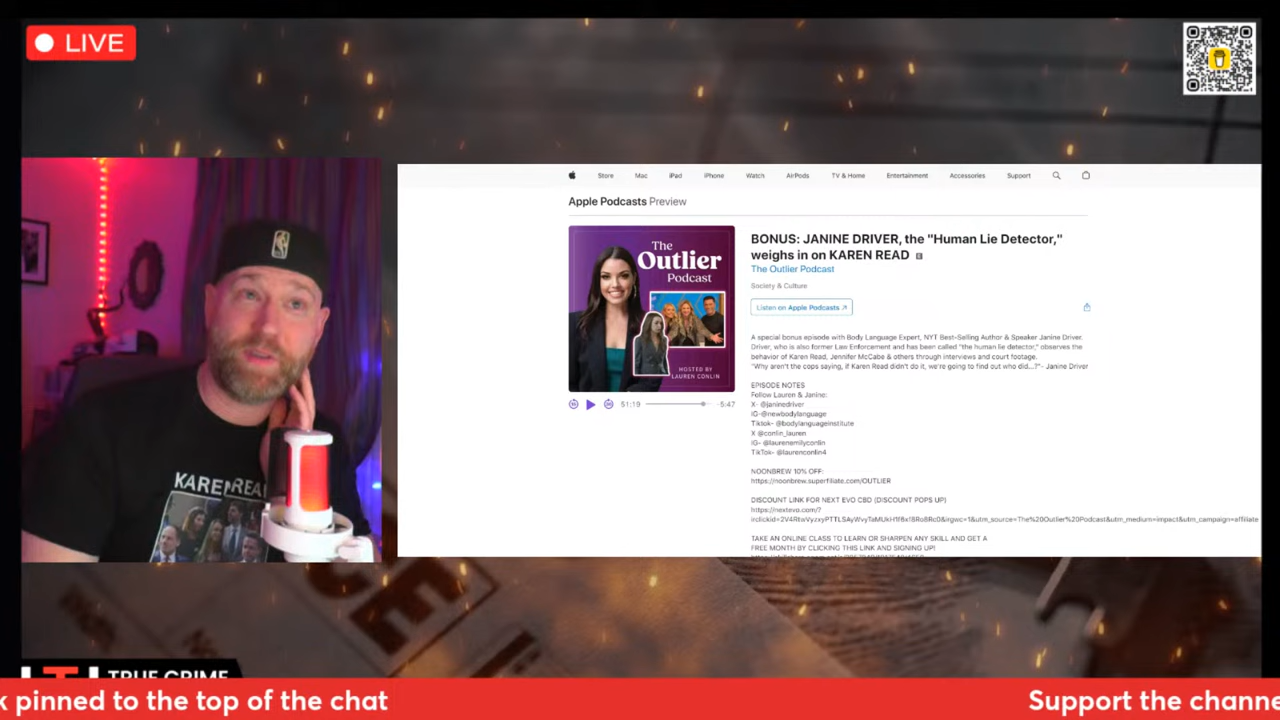 LIVE
Store Mac iPad iPhone Watch AirPods TV & Home Entertainment Accessories Support
Apple Podcasts Preview
The
Outlier
Podcast
HOSTED BY
LAUREN CONLIN
51:19 -5:47
BONUS: JANINE DRIVER, the "Human Lie Detector,"
weighs in on KAREN READ
The Outlier Podcast
Society & Culture
Listen on Apple Podcasts ↗
A special bonus episode with Body Language Expert, NYT Best-Selling Author & Speaker Janine Driver.
Driver, who is also former Law Enforcement and has been called "the human lie detector," observes the
behavior of Karen Read, Jennifer McCabe & others through interviews and court footage.
"Why aren't the cops saying, if Karen Read didn't do it, we're going to find out who did...?"- Janine Driver
EPISODE NOTES
Follow Lauren & Janine:
X- @janinedriver
IG-@newbodylanguage
Tiktok- @bodylanguageinstitute
X @conlin_lauren
IG- @laurenemilyconlin
TikTok- @laurenconlin4
NOONBREW 10% OFF:
https://noonbrew.superfiliate.com/OUTLIER
DISCOUNT LINK FOR NEXT EVO CBD (DISCOUNT POPS UP)
https://nextevo.com/?
TAKE AN ONLINE CLASS TO LEARN OR SHARPEN ANY SKILL AND GET A
FREE MONTH BY CLICKING THIS LINK AND SIGNING UP!
KAREN READ
TRUE CRIME
k pinned to the top of the chat
Support the channe